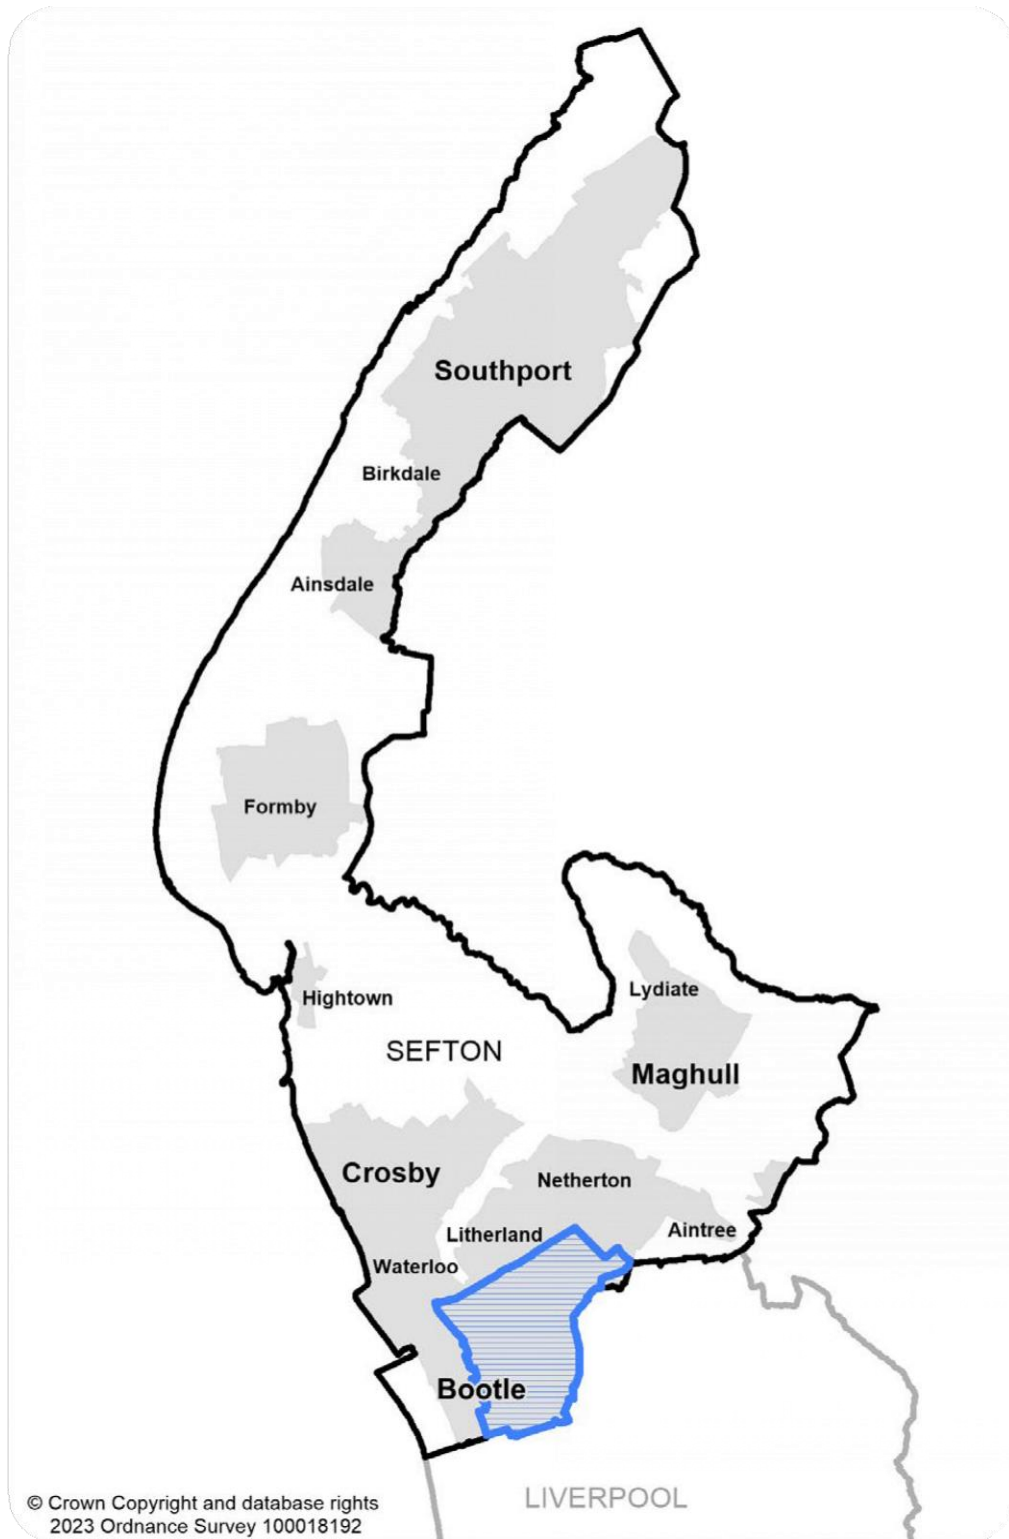 Southport
Birkdale
Ainsdale
Formby
Lydiate
Hightown
SEFTON
Maghull
Crosby
Netherton
Aintree
Litherland
Waterloo
Bootle
LIVERPOOL
© Crown Copyright and database rights
2023 Ordnance Survey 100018192